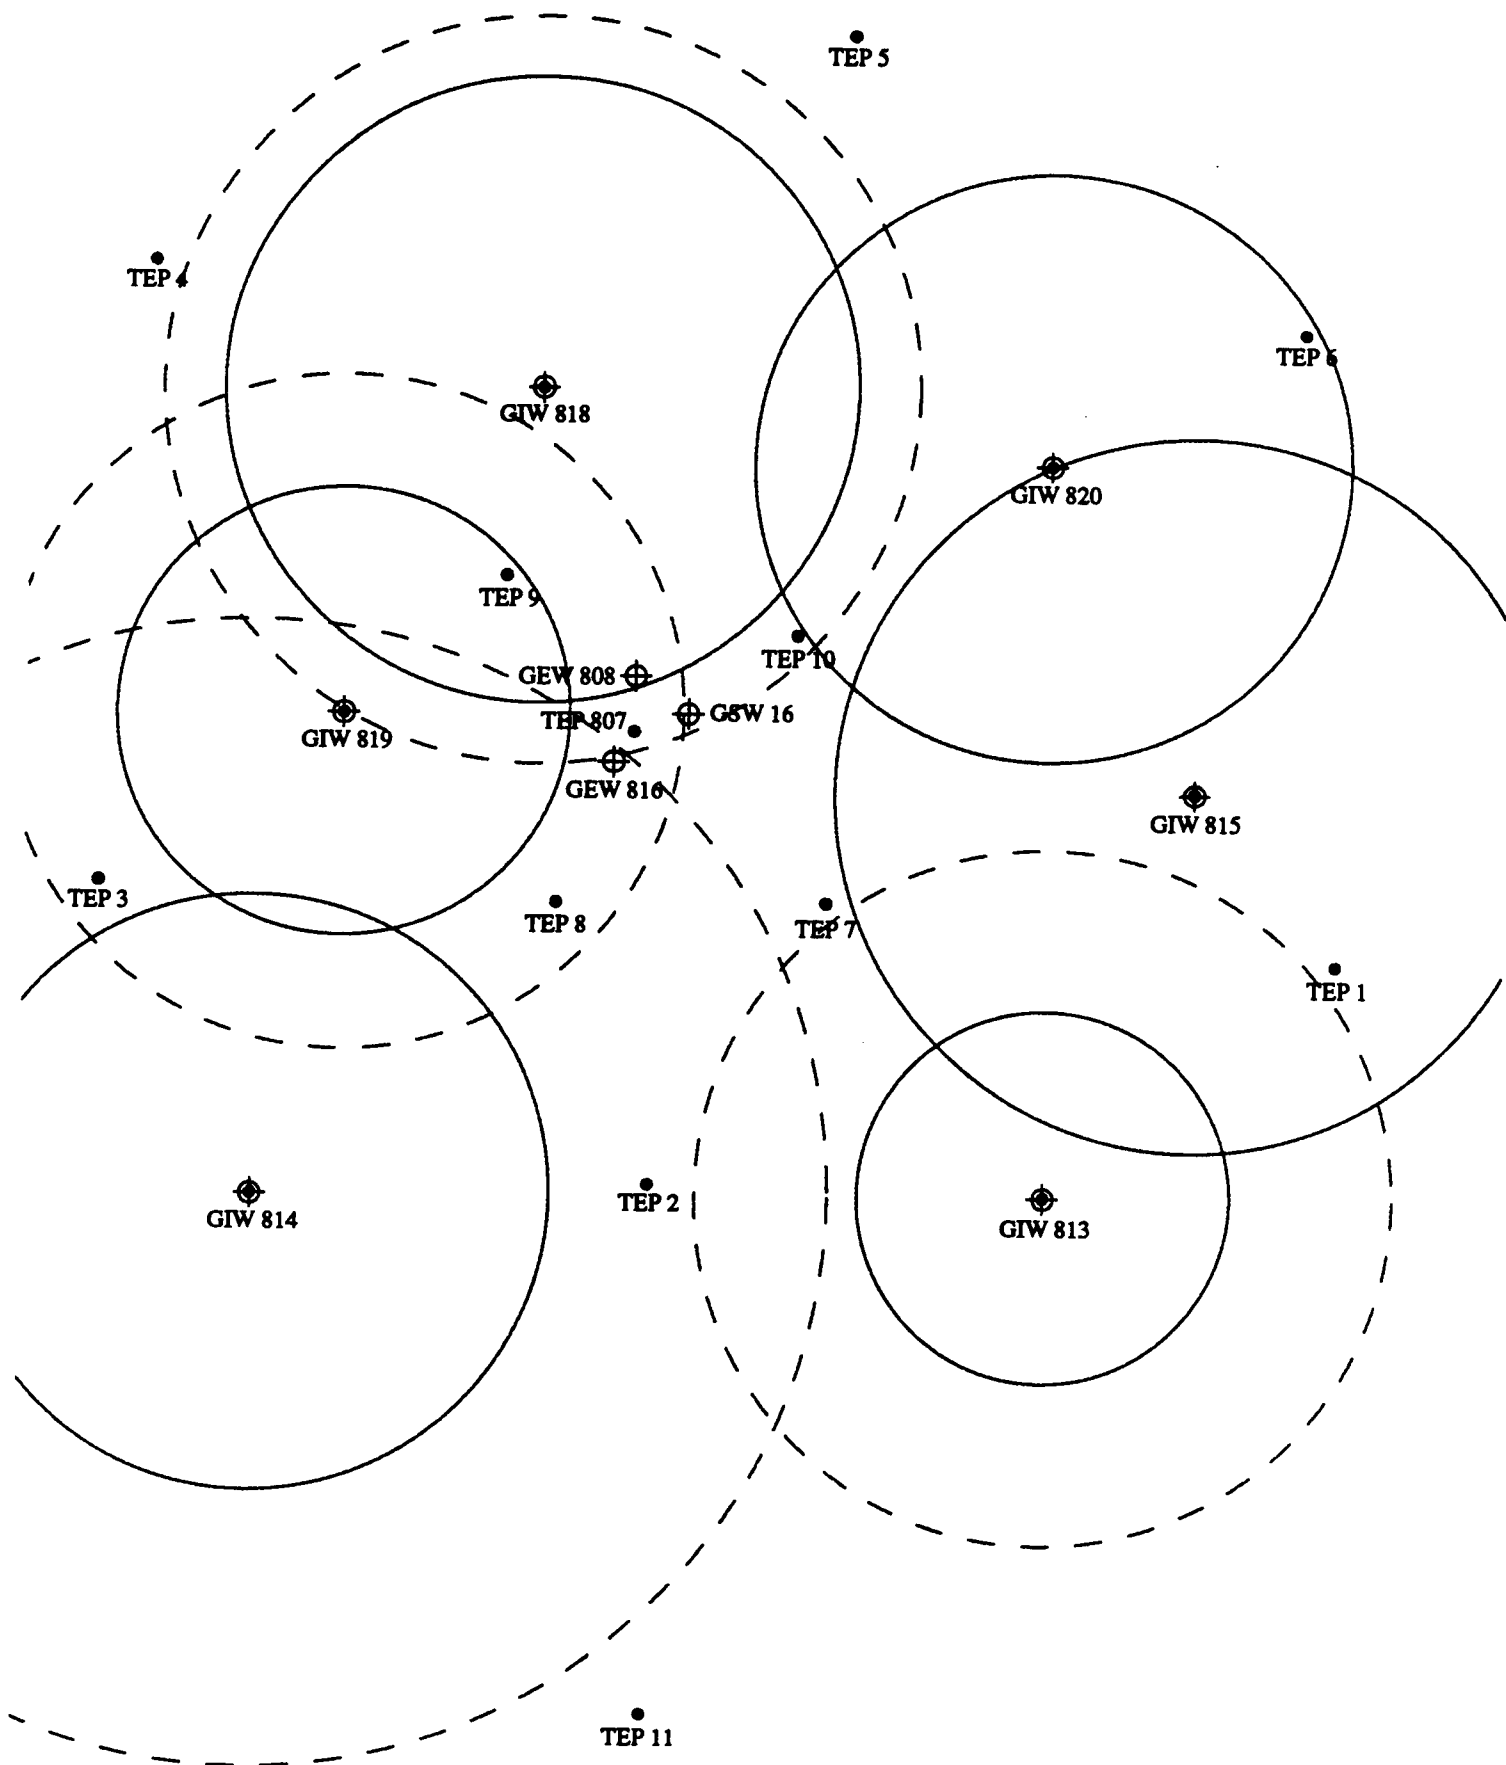 TEP 5
TEP 4
TEP 6
GIW 818
GIW 820
TEP 9
TEP 10
GEW 808
GSW 16
TEP 807
GIW 819
GEW 816
GIW 815
TEP 3
TEP 8
TEP 7
TEP 1
TEP 2
GIW 814
GIW 813
TEP 11